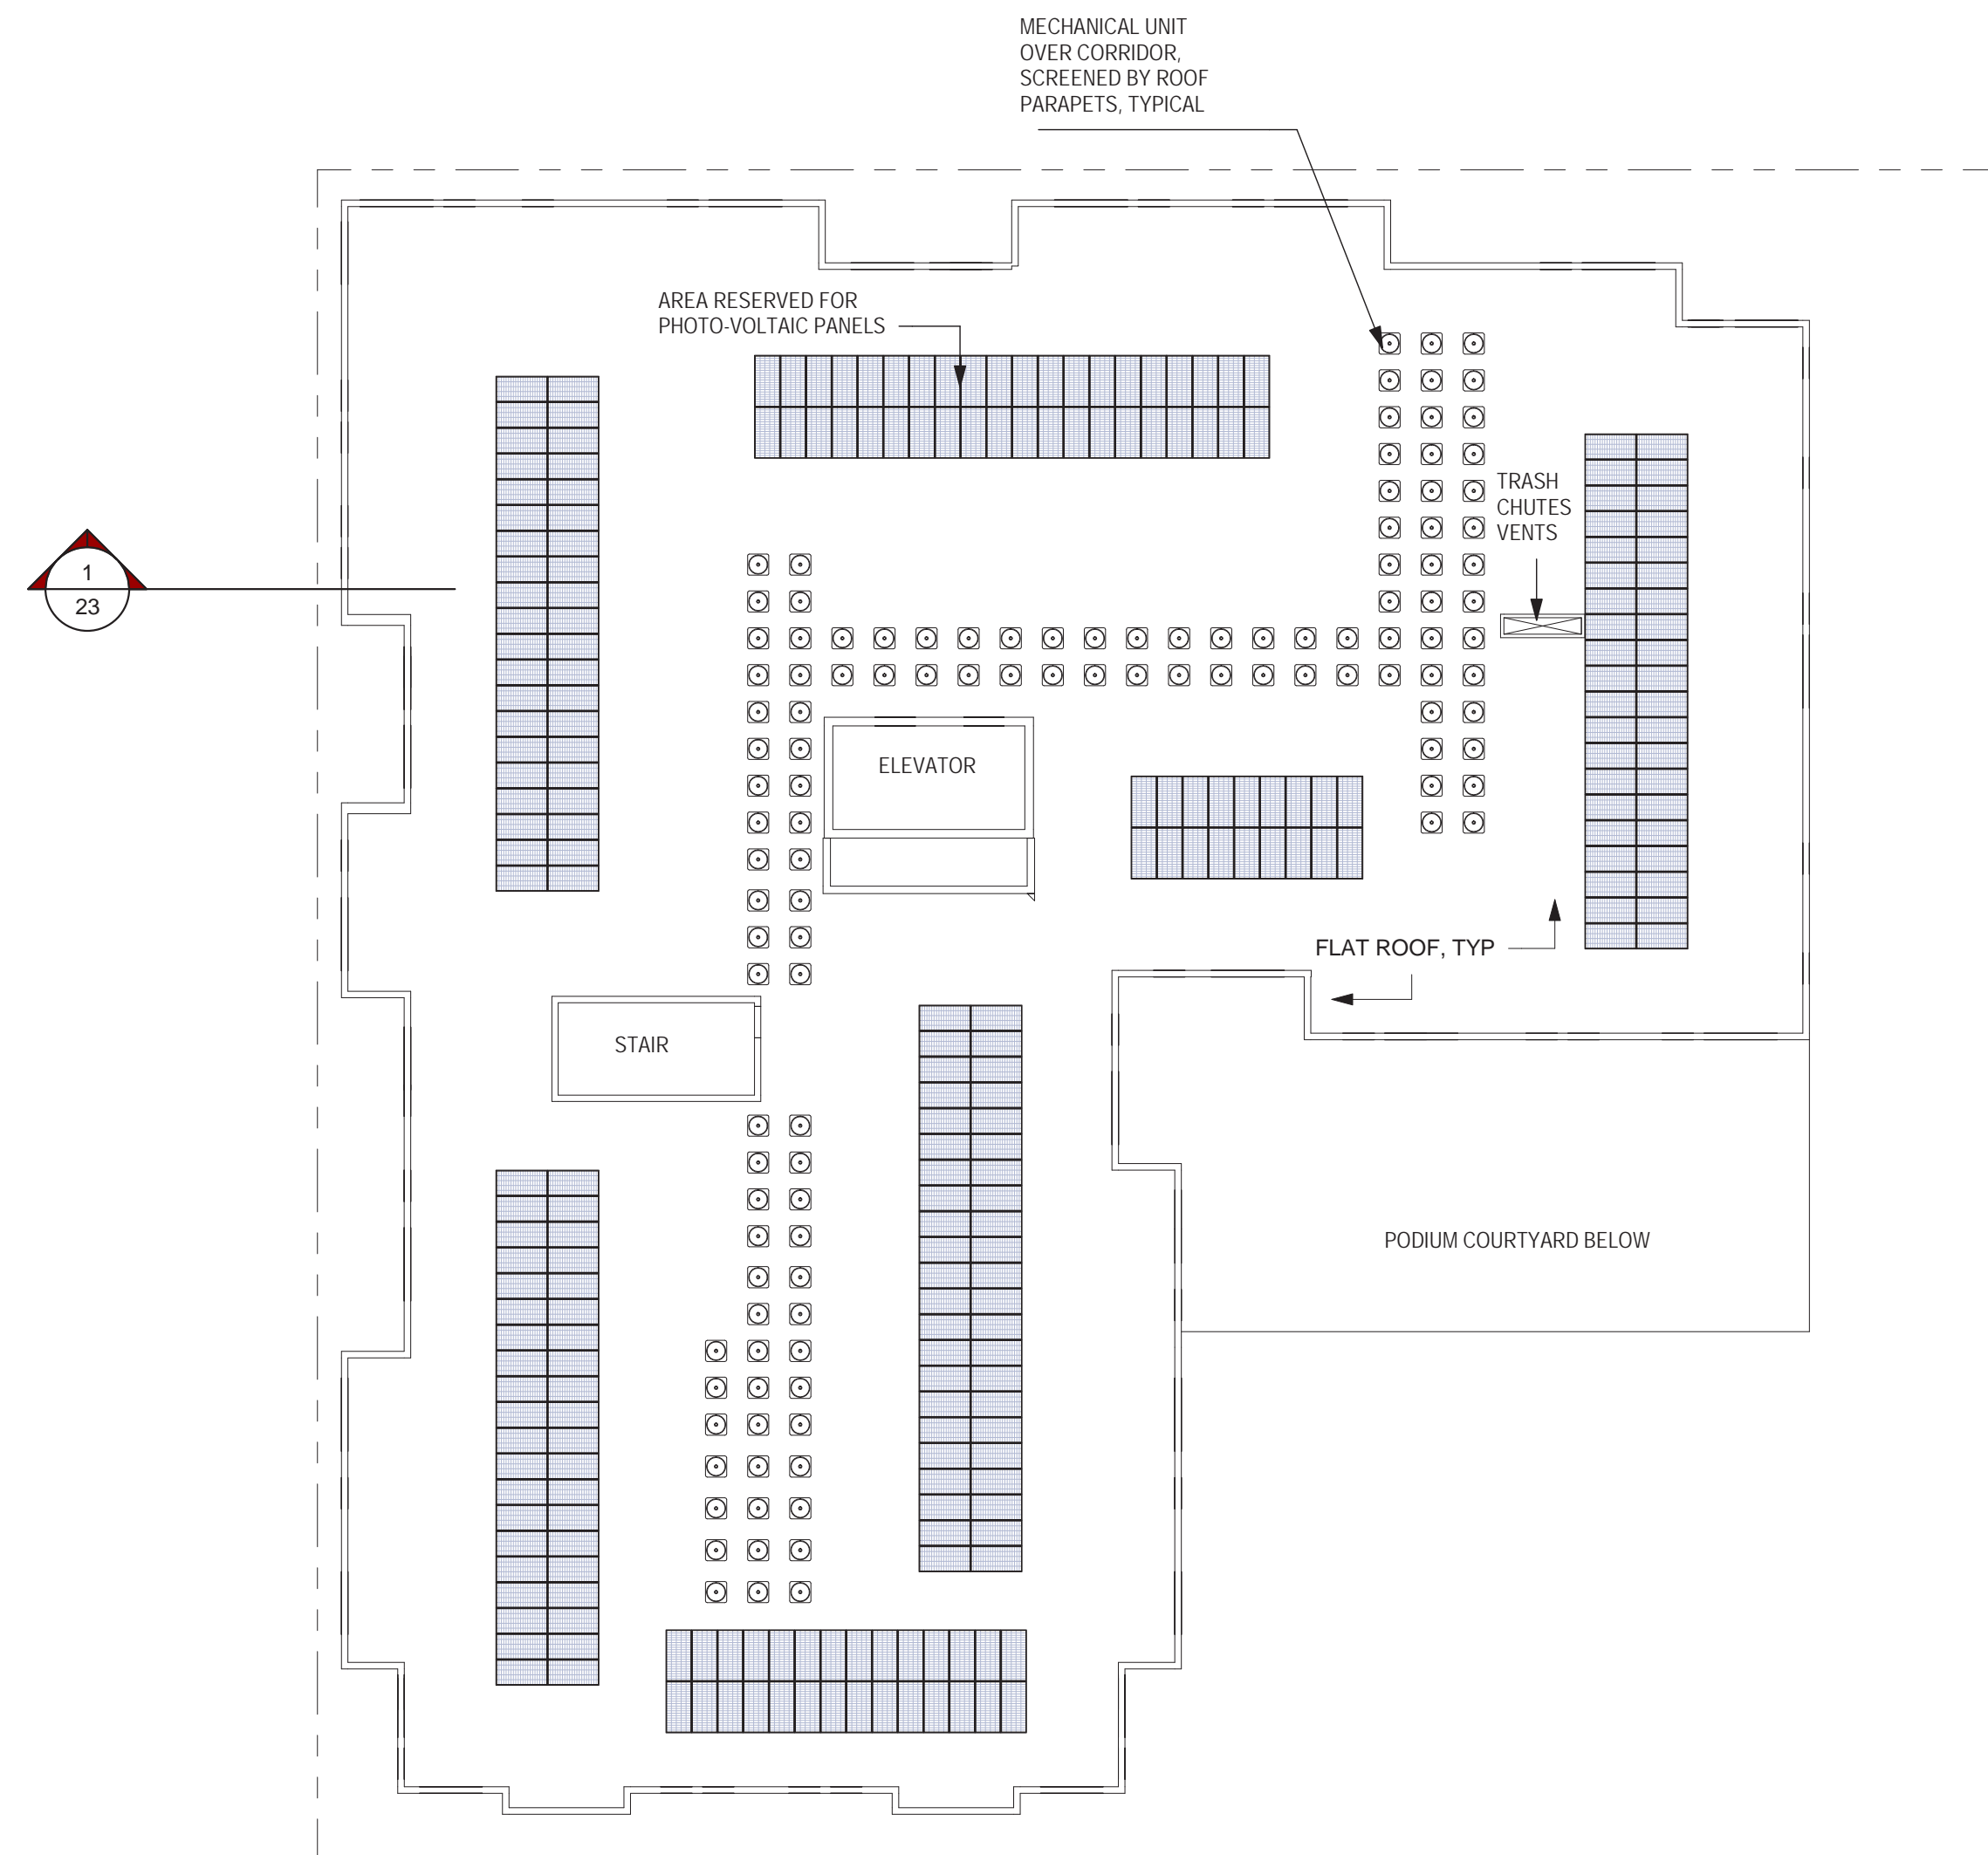 MECHANICAL UNIT
OVER CORRIDOR,
SCREENED BY ROOF
PARAPETS, TYPICAL
AREA RESERVED FOR
PHOTO-VOLTAIC PANELS
TRASH
CHUTES
VENTS
1
23
ELEVATOR
FLAT ROOF, TYP
STAIR
PODIUM COURTYARD BELOW